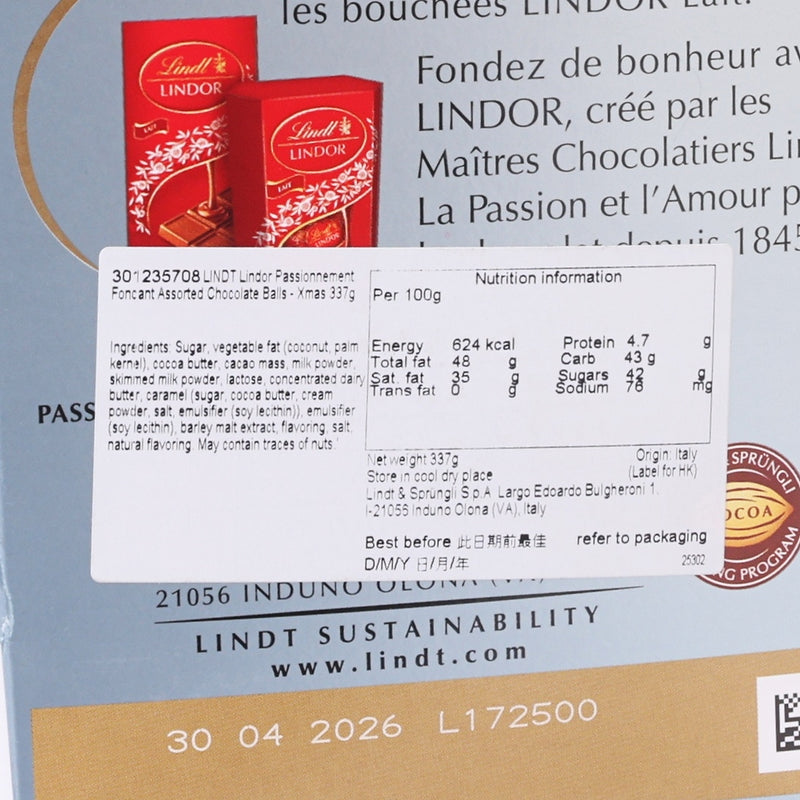 les bouchées LINDOR Lait.
Lindt
LINDOR
LAIT
Lindt
LINDOR
LAIT
Fondez de bonheur av
LINDOR, créé par les
Maîtres Chocolatiers Li
La Passion et l'Amour p
depuis 1845
301235708 LINDT Lindor Passionnement
Foncant Assorted Chocolate Balls - Xmas 337g
Ingredients: Sugar, vegetable fat (coconut, palm
kernel), cocoa butter, cacao mass, milk powder,
skimmed milk powder, lactose, concentrated dairy
butter, caramel (sugar, cocoa butter, cream
powder, salt, emulsifier (soy lecithin)), emulsifier
(soy lecithin), barley malt extract, flavoring, salt,
natural flavoring. May contain traces of nuts.
Nutrition information
Per 100g
Energy 624 kcal Protein 4.7 g
Total fat 48 g Carb 43 g
Sat. fat 35 g Sugars 42 g
Trans fat 0 g Sodium 76 mg
Net weight 337g Origin: Italy
Store in cool dry place (Label for HK)
Lindt & Sprungli S.p.A Largo Edoardo Bulgheroni 1,
I-21056 Induno Olona (VA), Italy
Best before 此日期前最佳 refer to packaging
D/M/Y 日/月/年 25302
PASS
SPRÜNGLI
COCOA
NG PROGRAM
21056 INDUNO OLONA (VA)
LINDT SUSTAINABILITY
www.lindt.com
30 04 2026 L172500